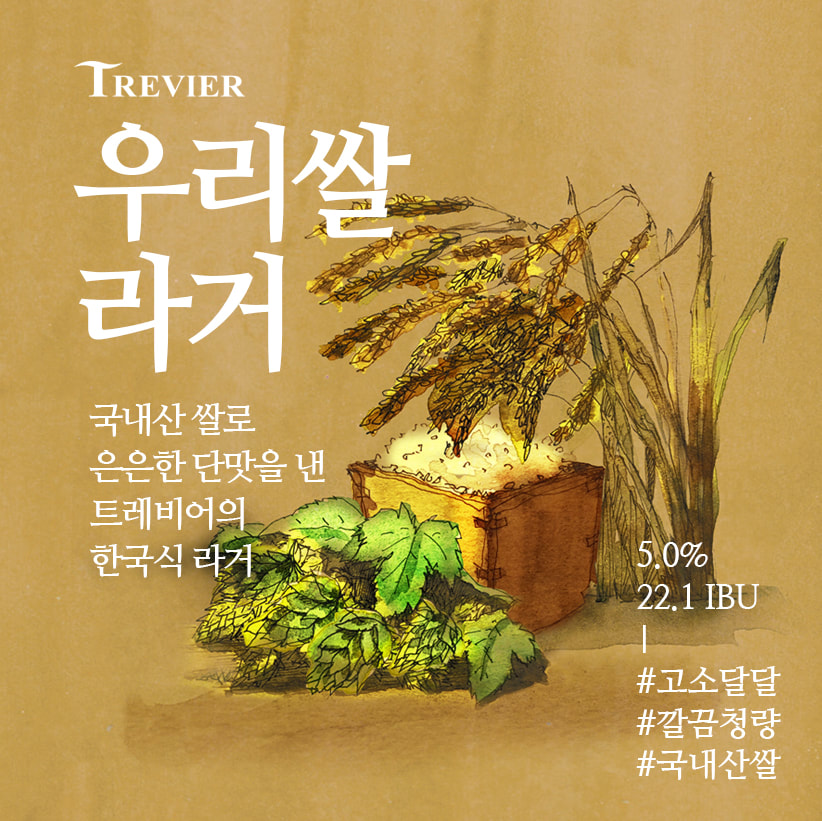 TREVIER
우리쌀
라거
국내산 쌀로
은은한 단맛을 낸
트레비어의
한국식 라거
5.0%
22.1 IBU
|
#고소달달
#깔끔청량
#국내산쌀